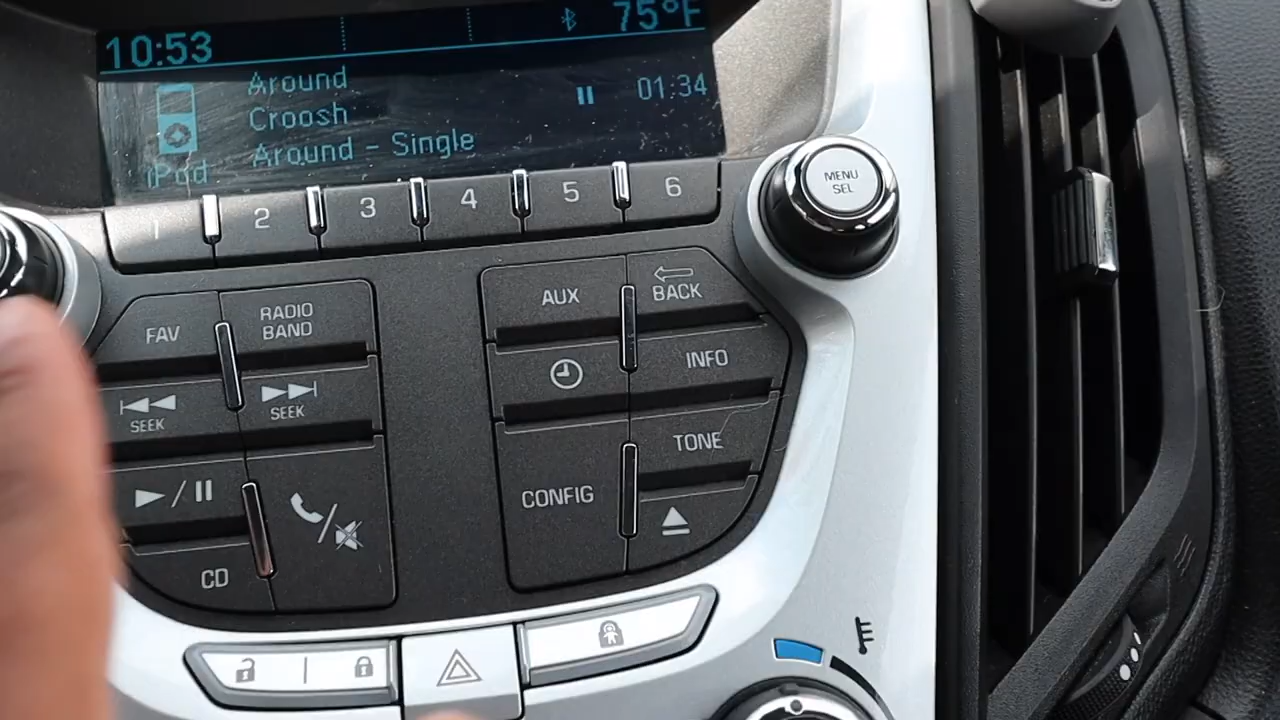 10:53
75°F
Around
Croosh
01:34
Around - Single
iPod
1
2
3
4
5
6
MENU
SEL
FAV
RADIO
BAND
AUX
BACK
SEEK
SEEK
INFO
TONE
CONFIG
CD